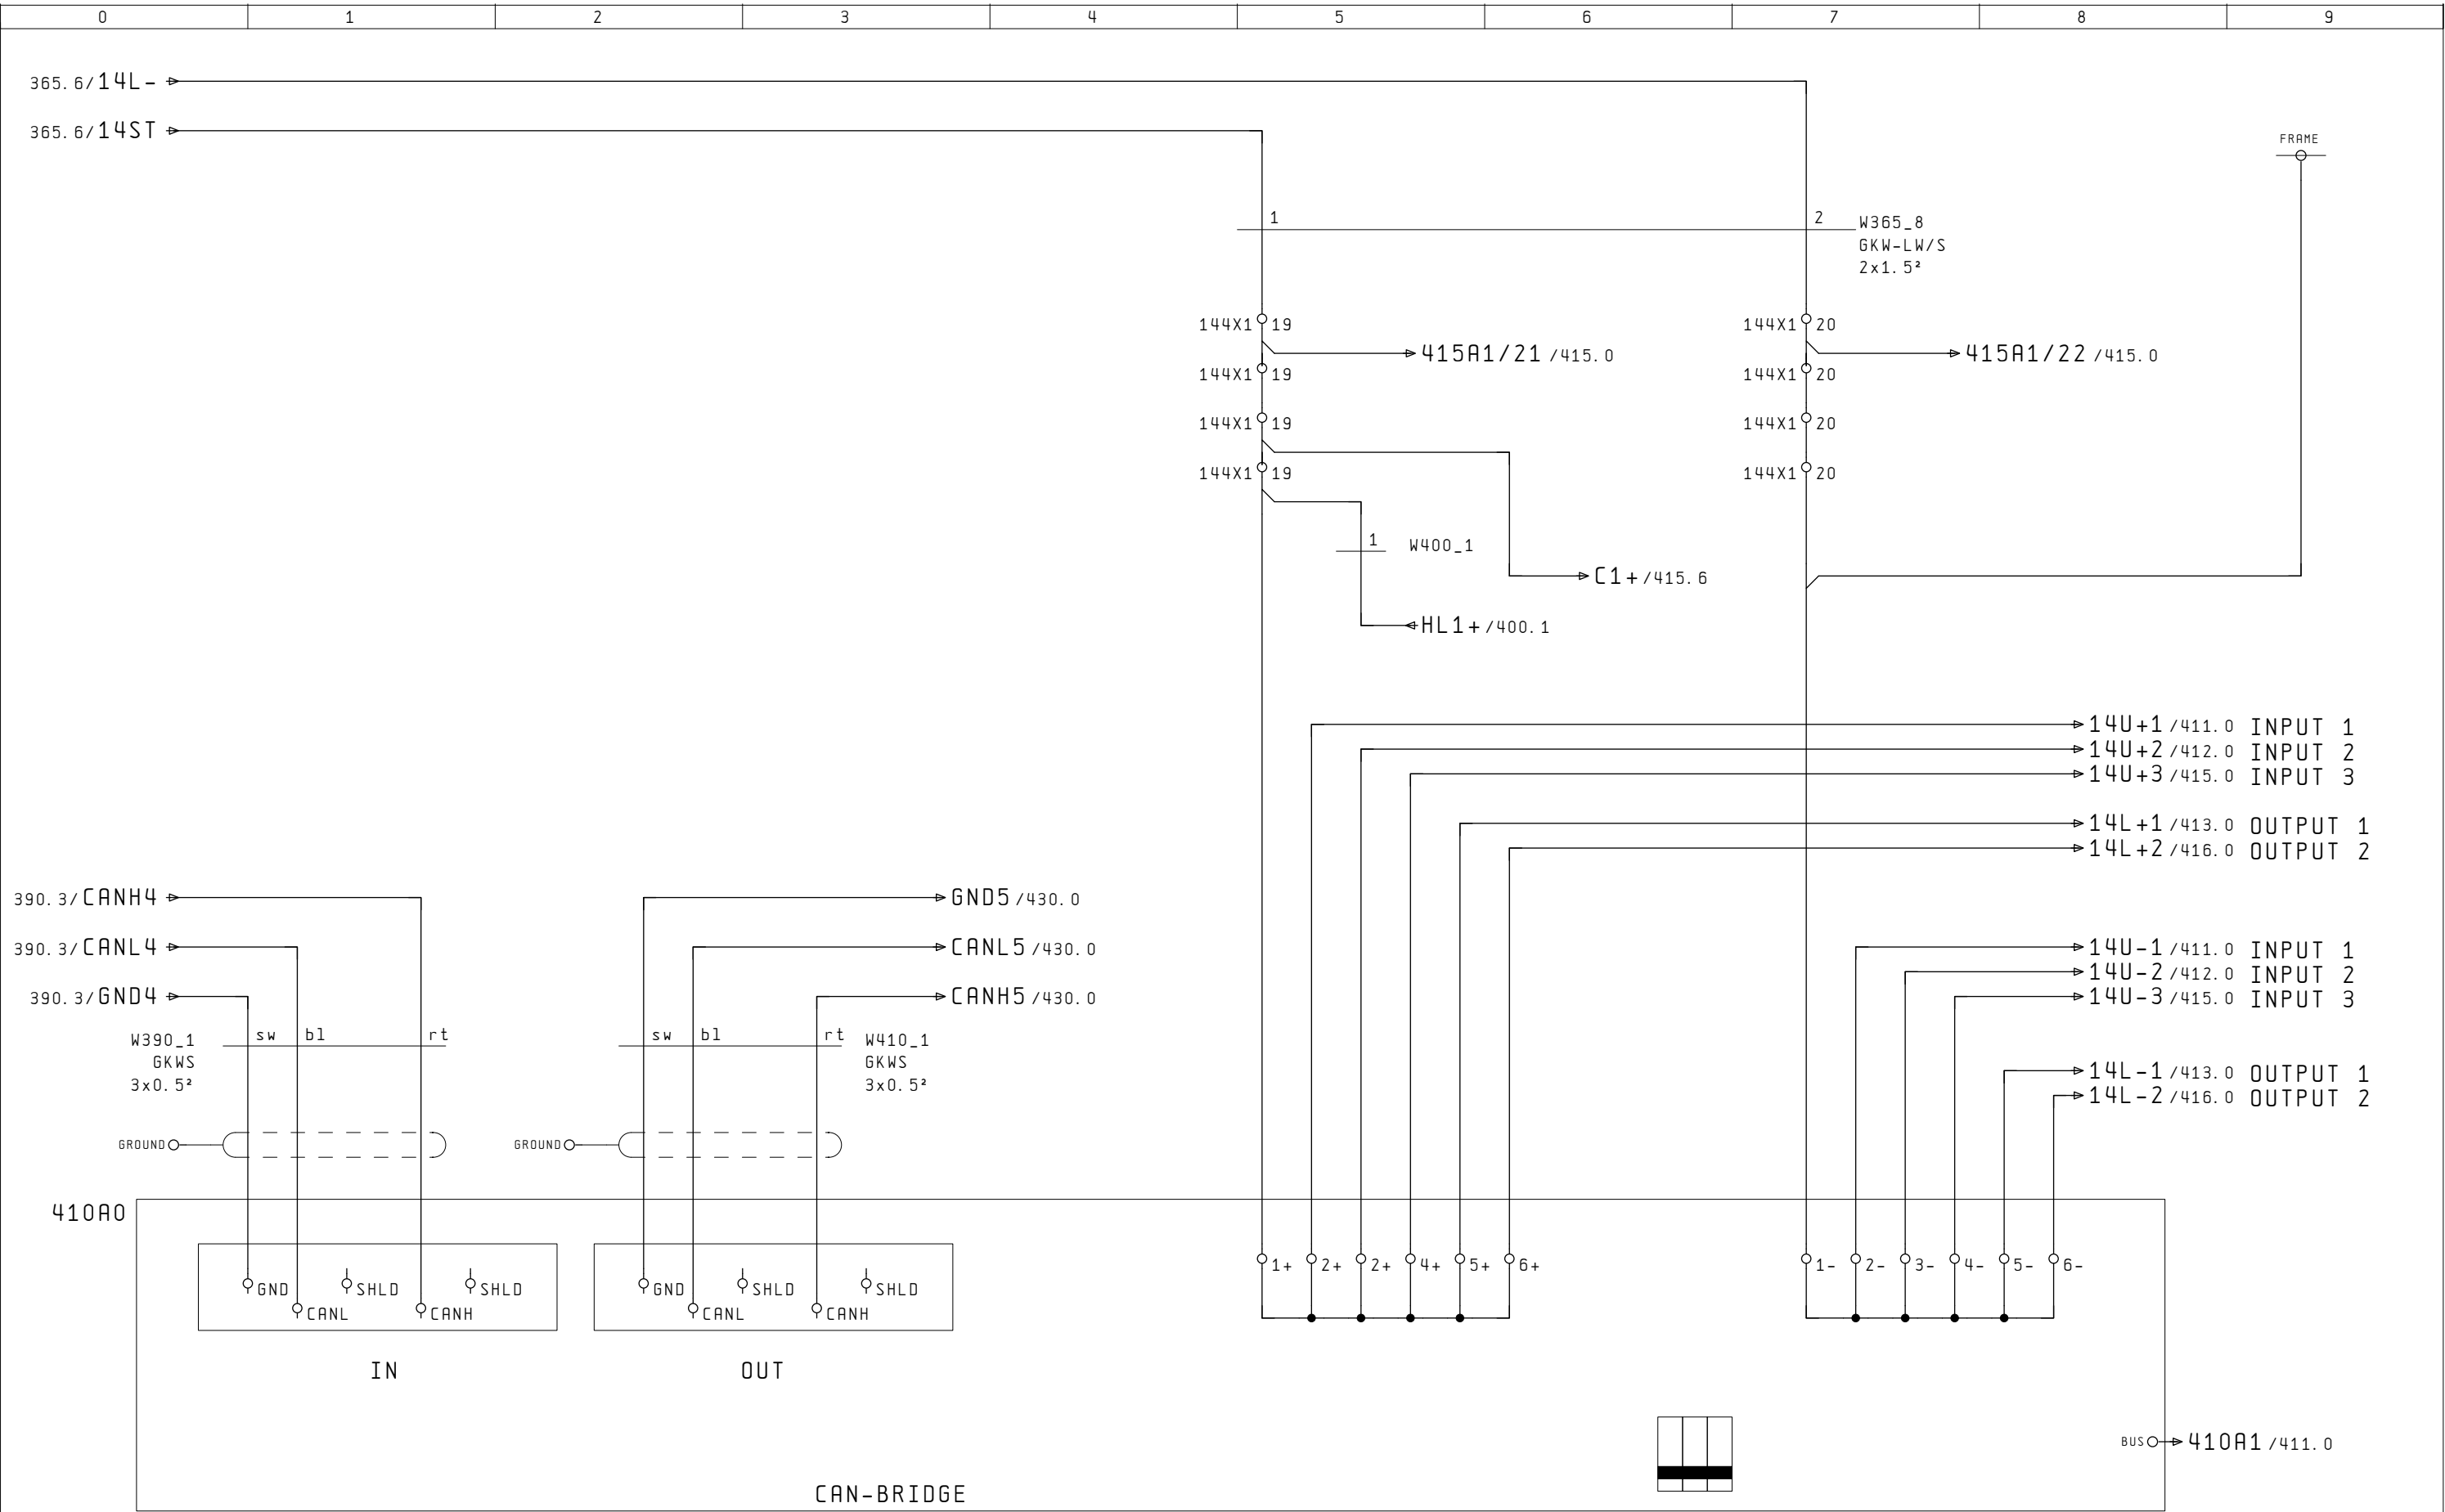 0 1 2 3 4 5 6 7 8 9
365.6/14L-
365.6/14ST
FRAME
1 2 W365_8
GKW-LW/S
2x1.5²
144X1 19 144X1 20
415A1/21 /415.0 415A1/22 /415.0
144X1 19 144X1 20
144X1 19 144X1 20
144X1 19 144X1 20
1 W400_1
C1+ /415.6
HL1+ /400.1
14U+1 /411.0 INPUT 1
14U+2 /412.0 INPUT 2
14U+3 /415.0 INPUT 3
14L+1 /413.0 OUTPUT 1
14L+2 /416.0 OUTPUT 2
390.3/CANH4 GND5 /430.0
390.3/CANL4 CANL5 /430.0
390.3/GND4 CANH5 /430.0
14U-1 /411.0 INPUT 1
14U-2 /412.0 INPUT 2
14U-3 /415.0 INPUT 3
W390_1 sw bl rt sw bl rt W410_1
GKWS GKWS
3x0.5² 3x0.5²
14L-1 /413.0 OUTPUT 1
14L-2 /416.0 OUTPUT 2
GROUND GROUND
410A0
1+ 2+ 2+ 4+ 5+ 6+ 1- 2- 3- 4- 5- 6-
GND SHLD SHLD GND SHLD SHLD
CANL CANH CANL CANH
IN OUT
BUS 410A1 /411.0
CAN-BRIDGE